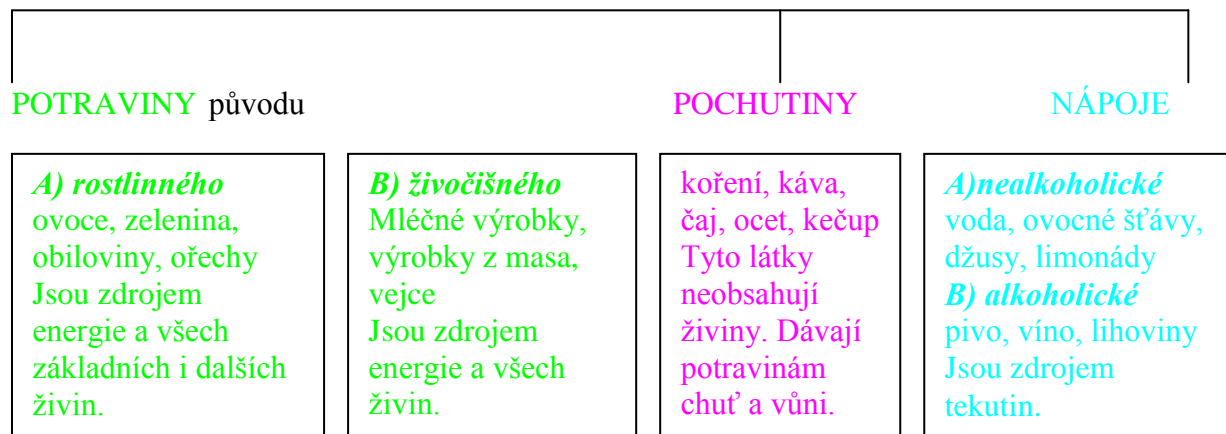 POTRAVINY původu
POCHUTINY
NÁPOJE
A) rostlinného
ovoce, zelenina,
obiloviny, ořechy
Jsou zdrojem
energie a všech
základních i dalších
živin.
B) živočišného
Mléčné výrobky,
výrobky z masa,
vejce
Jsou zdrojem
energie a všech
živin.
koření, káva,
čaj, ocet, kečup
Tyto látky
neobsahují
živiny. Dávají
potravinám
chuť a vůni.
A)nealkoholické
voda, ovocné šťávy,
džusy, limonády
B) alkoholické
pivo, víno, lihoviny
Jsou zdrojem
tekutin.